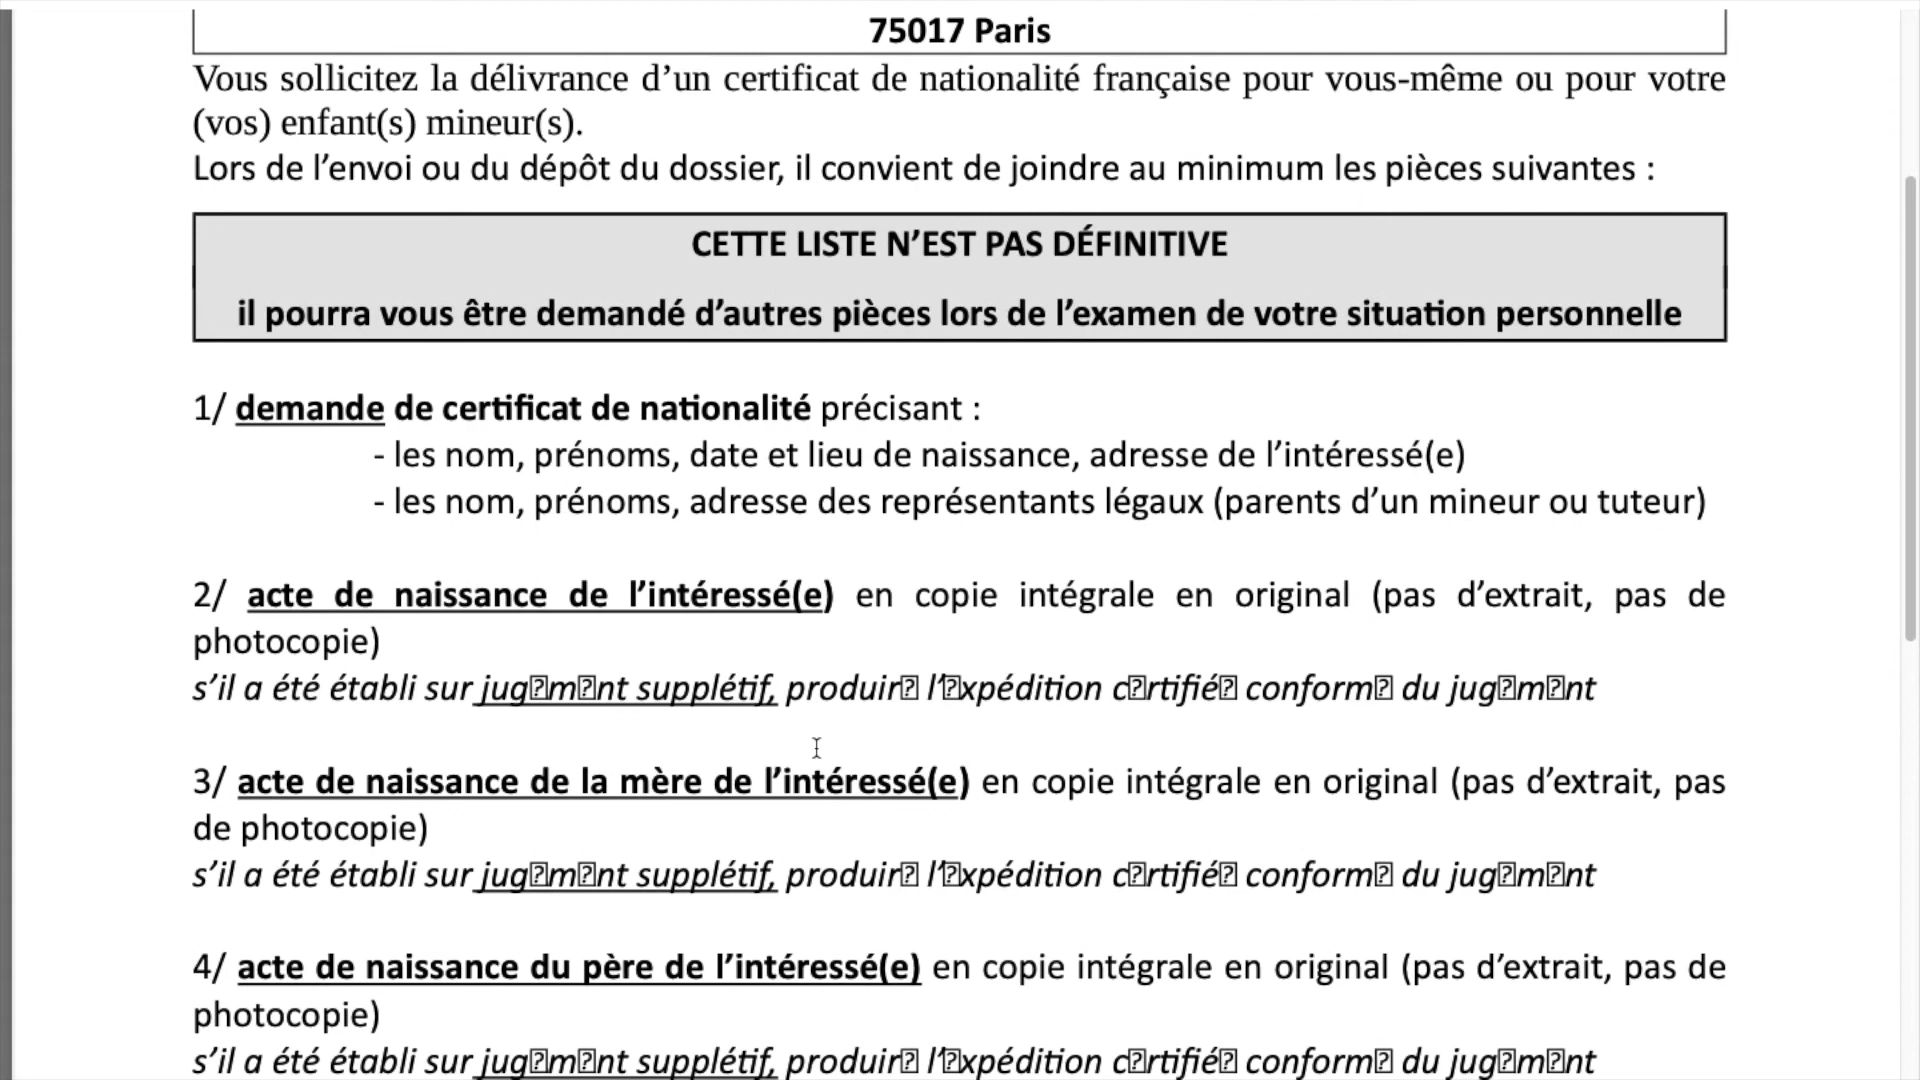 75017 Paris
Vous sollicitez la délivrance d’un certificat de nationalité française pour vous-même ou pour votre
(vos) enfant(s) mineur(s).
Lors de l’envoi ou du dépôt du dossier, il convient de joindre au minimum les pièces suivantes :
CETTE LISTE N’EST PAS DÉFINITIVE
il pourra vous être demandé d’autres pièces lors de l’examen de votre situation personnelle
1/ demande de certificat de nationalité précisant :
- les nom, prénoms, date et lieu de naissance, adresse de l’intéressé(e)
- les nom, prénoms, adresse des représentants légaux (parents d’un mineur ou tuteur)
2/ acte de naissance de l’intéressé(e) en copie intégrale en original (pas d’extrait, pas de
photocopie)
s’il a été établi sur jug�m�nt supplétif, produir� l’�xpédition c�rtifié� conform� du jug�m�nt
3/ acte de naissance de la mère de l’intéressé(e) en copie intégrale en original (pas d’extrait, pas
de photocopie)
s’il a été établi sur jug�m�nt supplétif, produir� l’�xpédition c�rtifié� conform� du jug�m�nt
4/ acte de naissance du père de l’intéressé(e) en copie intégrale en original (pas d’extrait, pas de
photocopie)
s’il a été établi sur jug�m�nt supplétif, produir� l’�xpédition c�rtifié� conform� du jug�m�nt